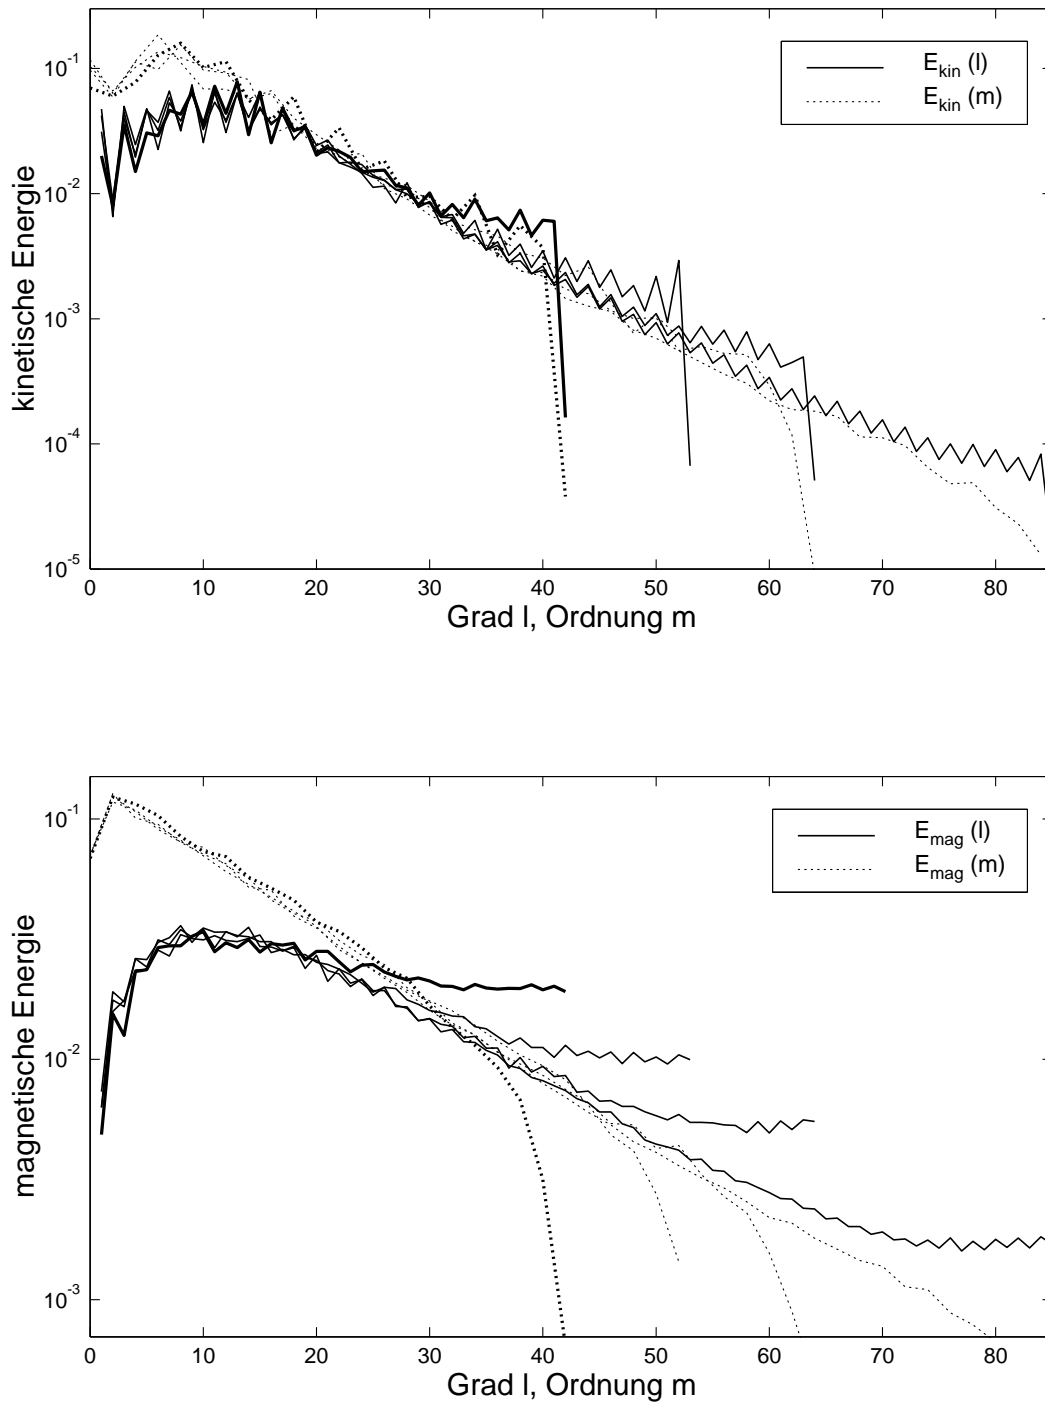 10^-1
10^-2
10^-3
10^-4
10^-5
kinetische Energie
E_kin (l)
E_kin (m)
0 10 20 30 40 50 60 70 80
Grad l, Ordnung m
10^-1
10^-2
10^-3
magnetische Energie
E_mag (l)
E_mag (m)
0 10 20 30 40 50 60 70 80
Grad l, Ordnung m